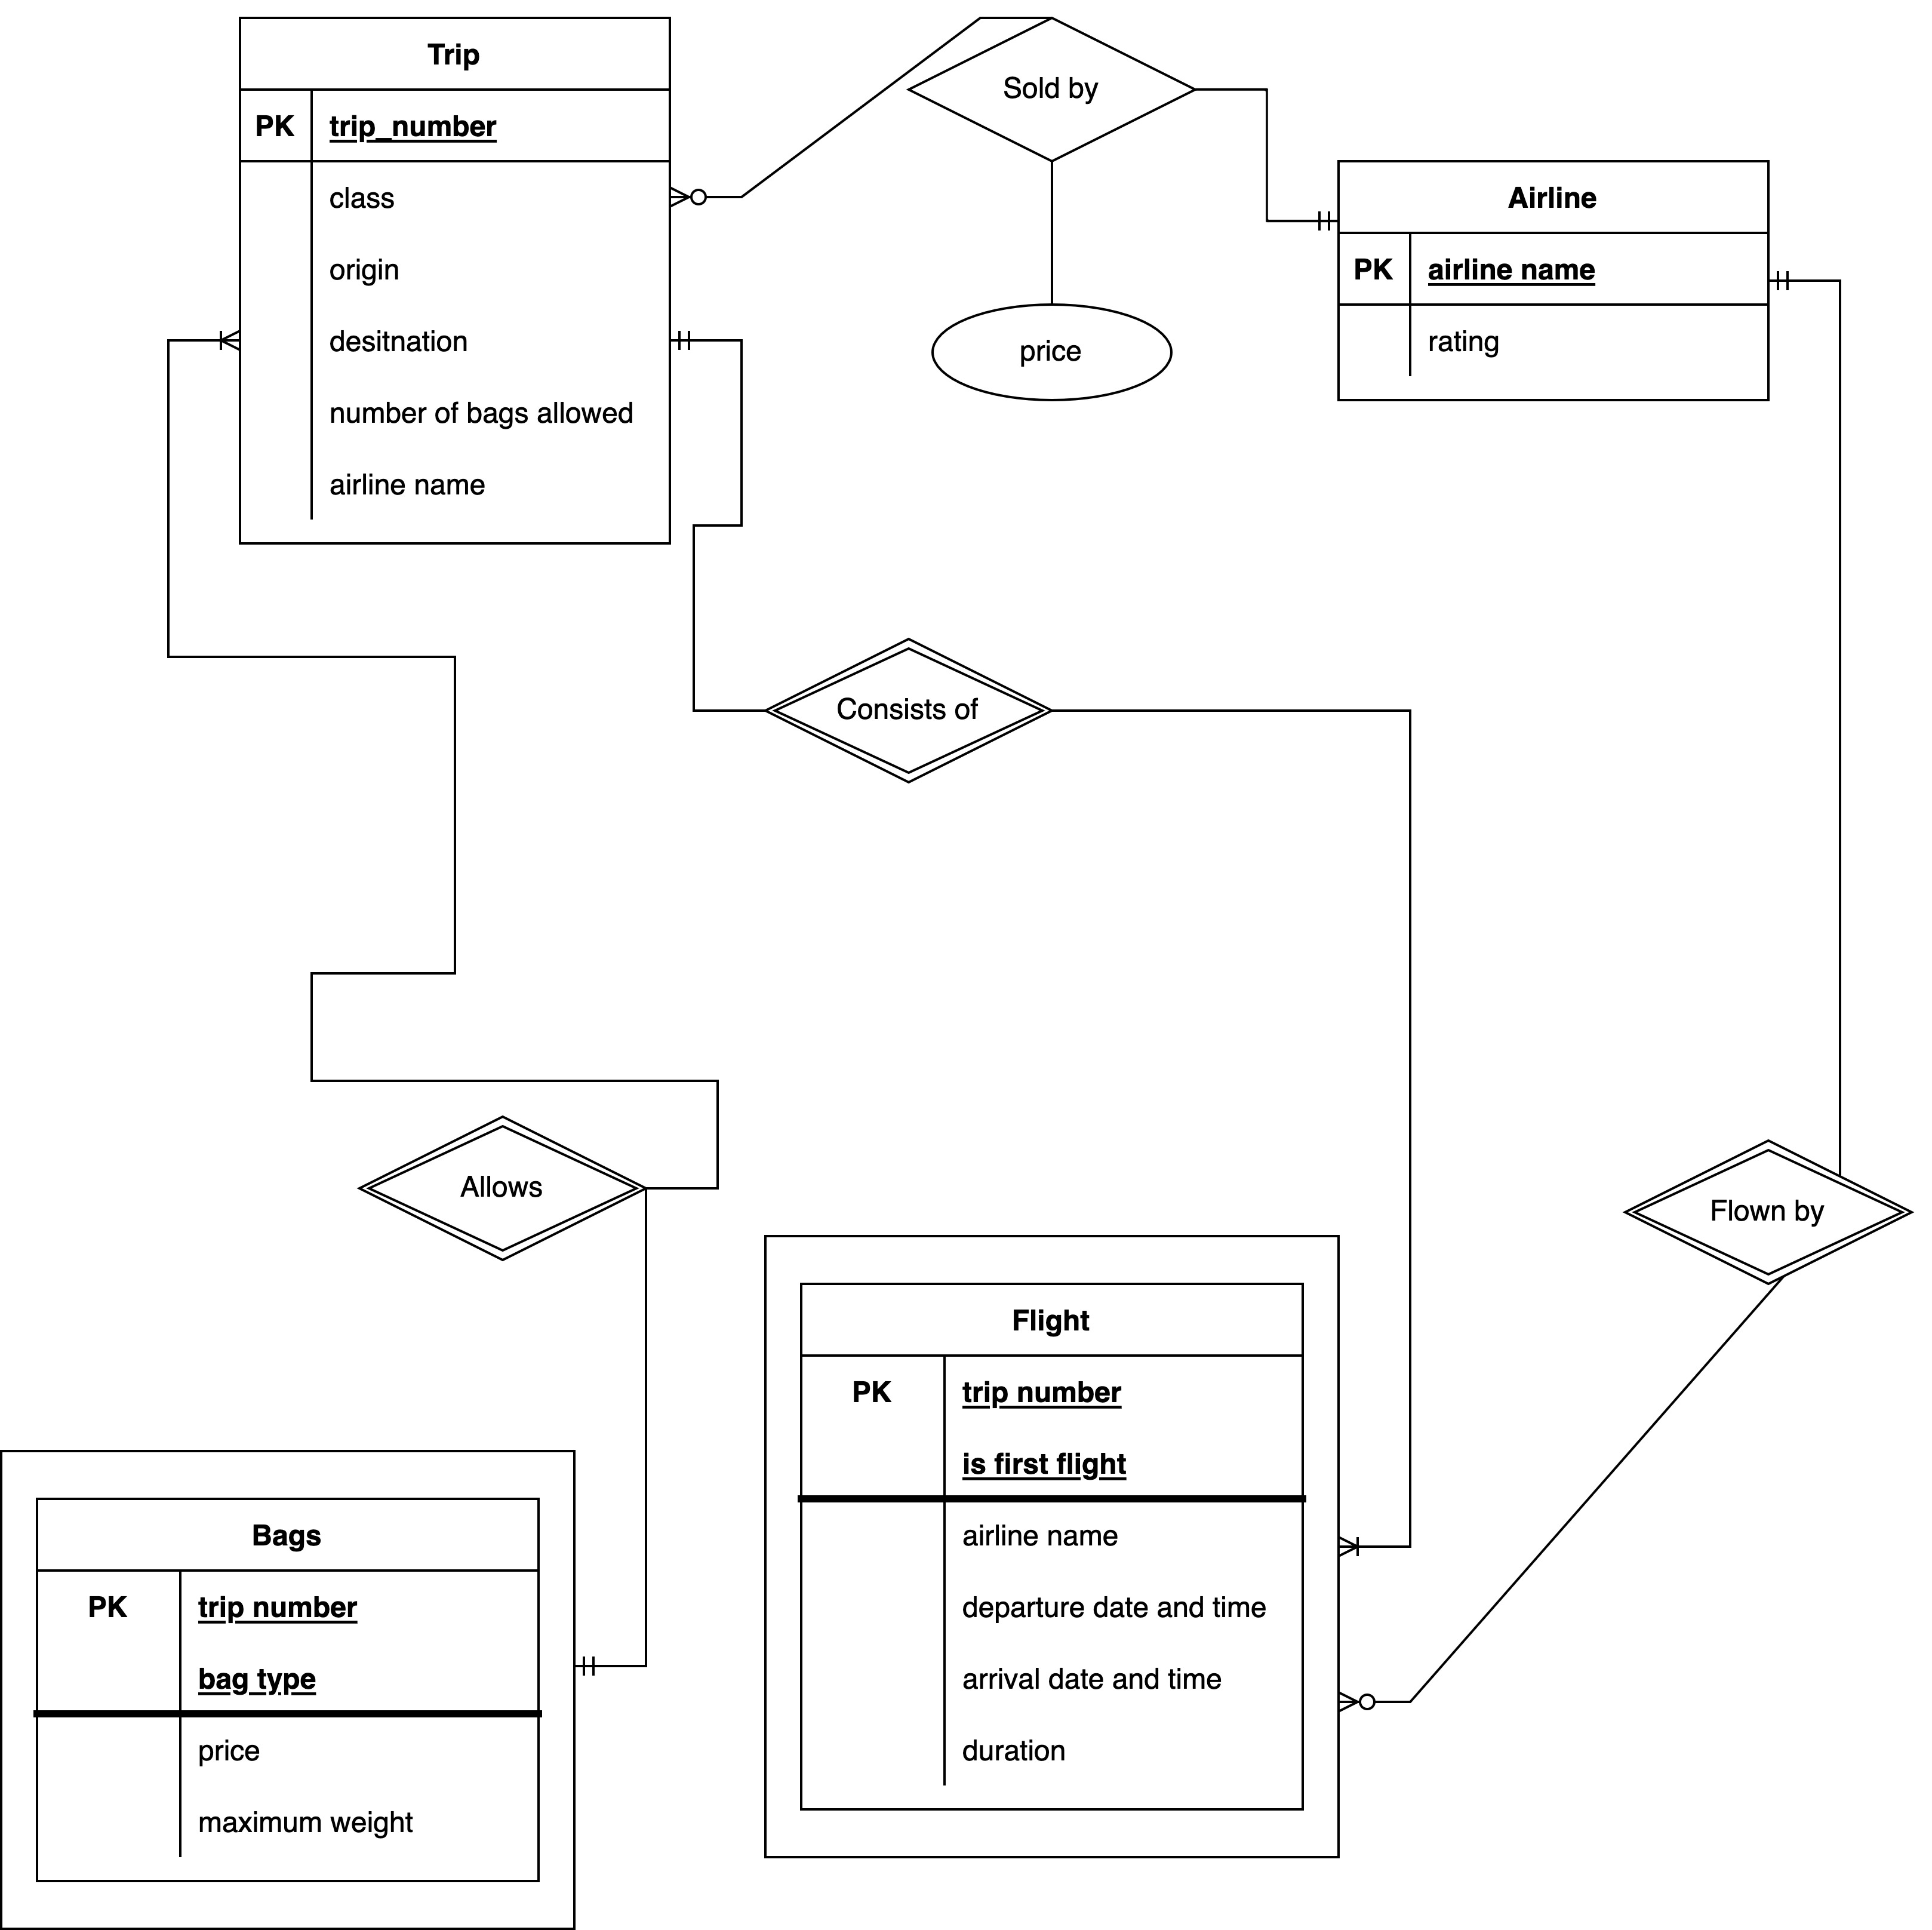 Trip
PK trip_number
class
origin
desitnation
number of bags allowed
airline name
Sold by
price
Airline
PK airline name
rating
Consists of
Allows
Flown by
Flight
PK trip number
is first flight
airline name
departure date and time
arrival date and time
duration
Bags
PK trip number
bag type
price
maximum weight